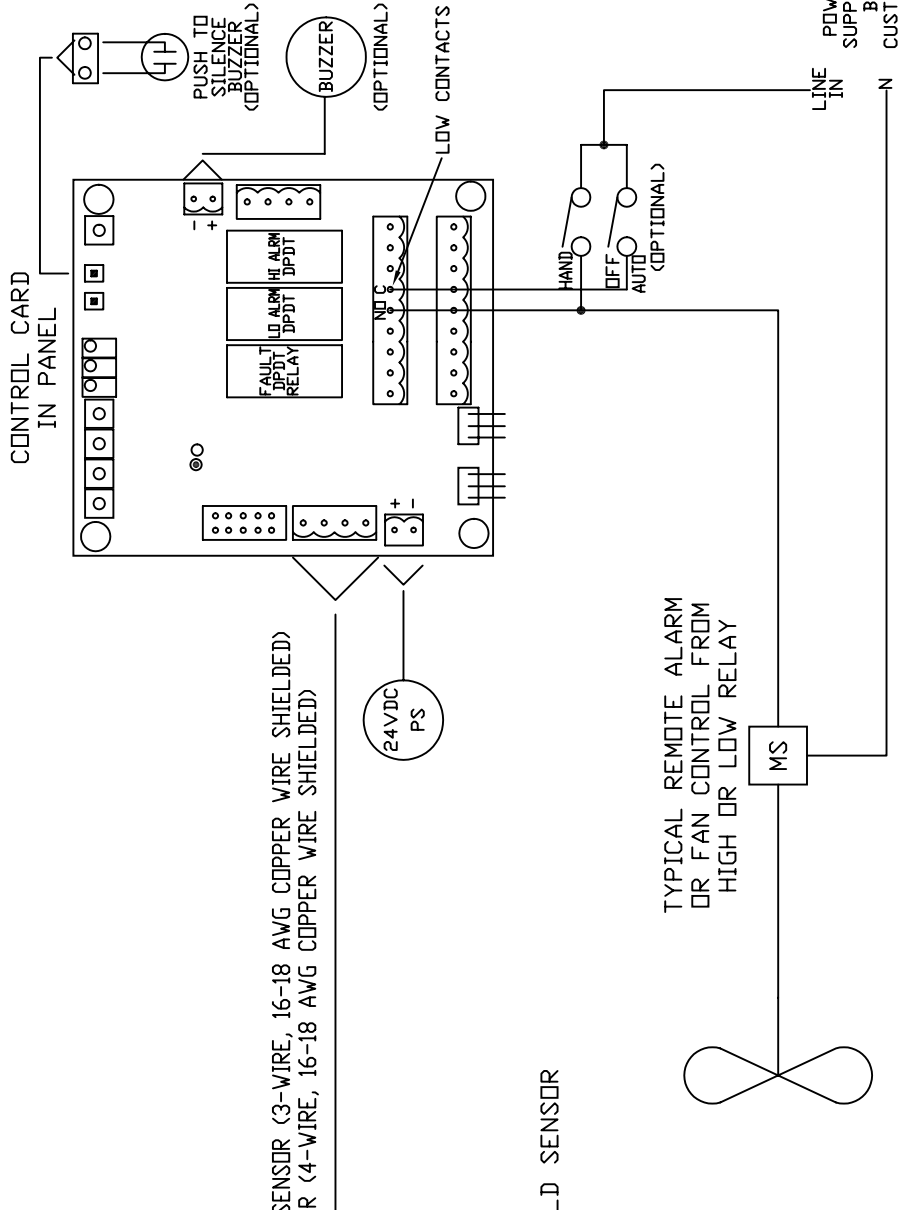 CONTROL CARD
IN PANEL
PUSH TO
SILENCE
BUZZER
(OPTIONAL)
BUZZER
(OPTIONAL)
LOW CONTACTS
-
+
HI ALRM
DPDT
LO ALRM
DPDT
FAULT
DPDT
RELAY
NO C
+
-
HAND
OFF
AUTO
(OPTIONAL)
LINE
IN
N
24VDC
PS
SENSOR (3-WIRE, 16-18 AWG COPPER WIRE SHIELDED)
R (4-WIRE, 16-18 AWG COPPER WIRE SHIELDED)
TYPICAL REMOTE ALARM
OR FAN CONTROL FROM
HIGH OR LOW RELAY
MS
SENSOR